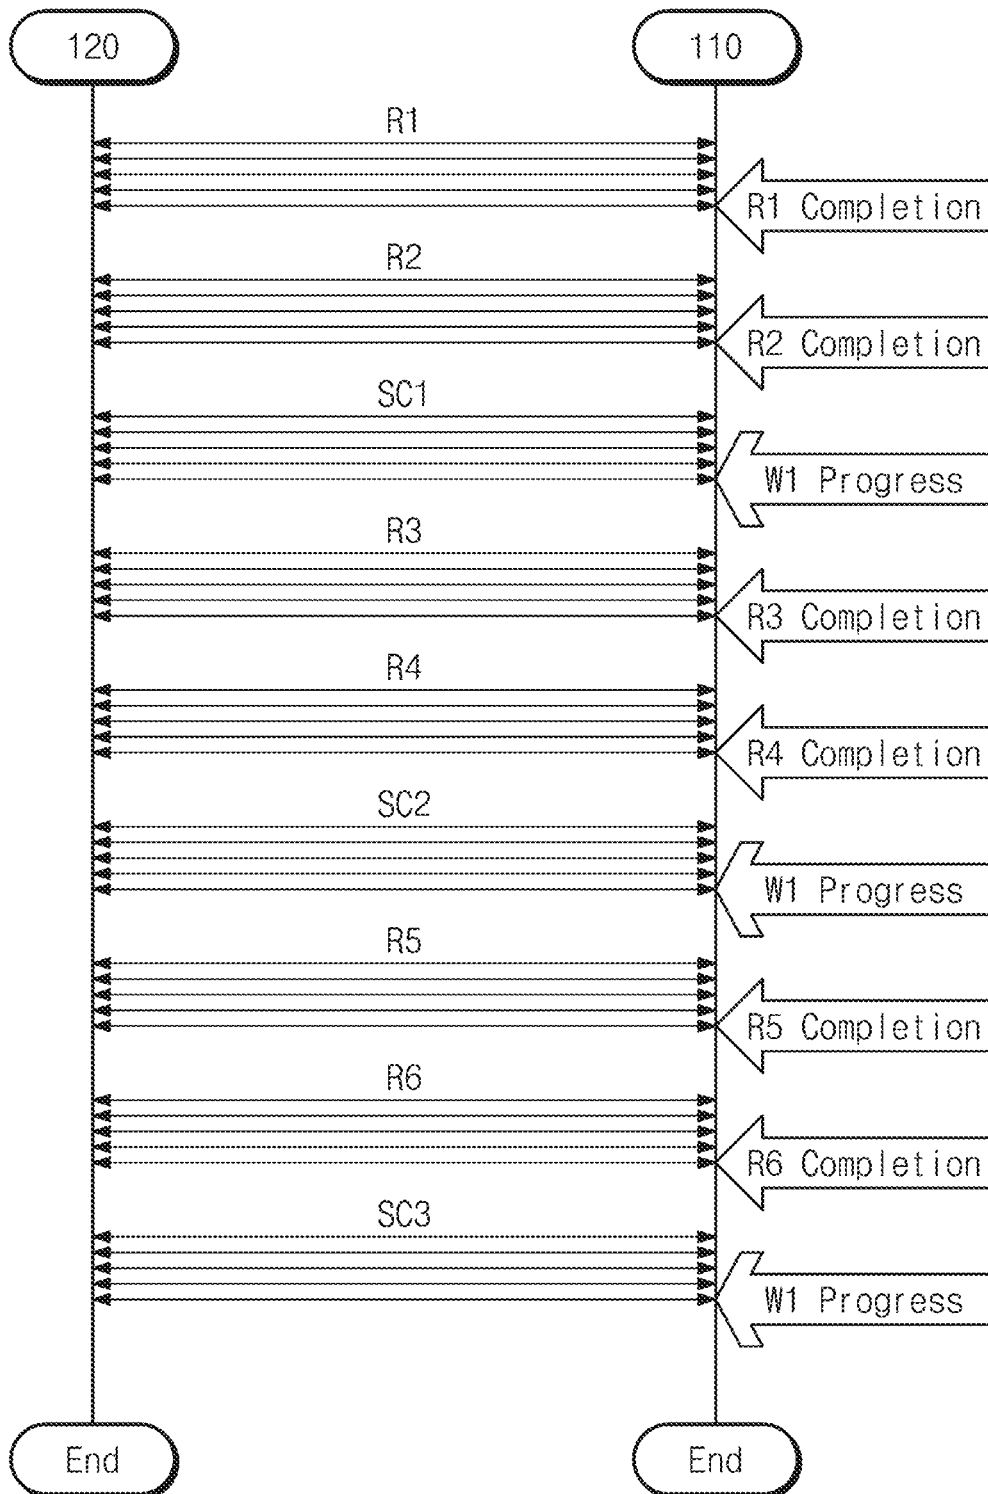 120
110
R1
R1 Completion
R2
R2 Completion
SC1
W1 Progress
R3
R3 Completion
R4
R4 Completion
SC2
W1 Progress
R5
R5 Completion
R6
R6 Completion
SC3
W1 Progress
End
End